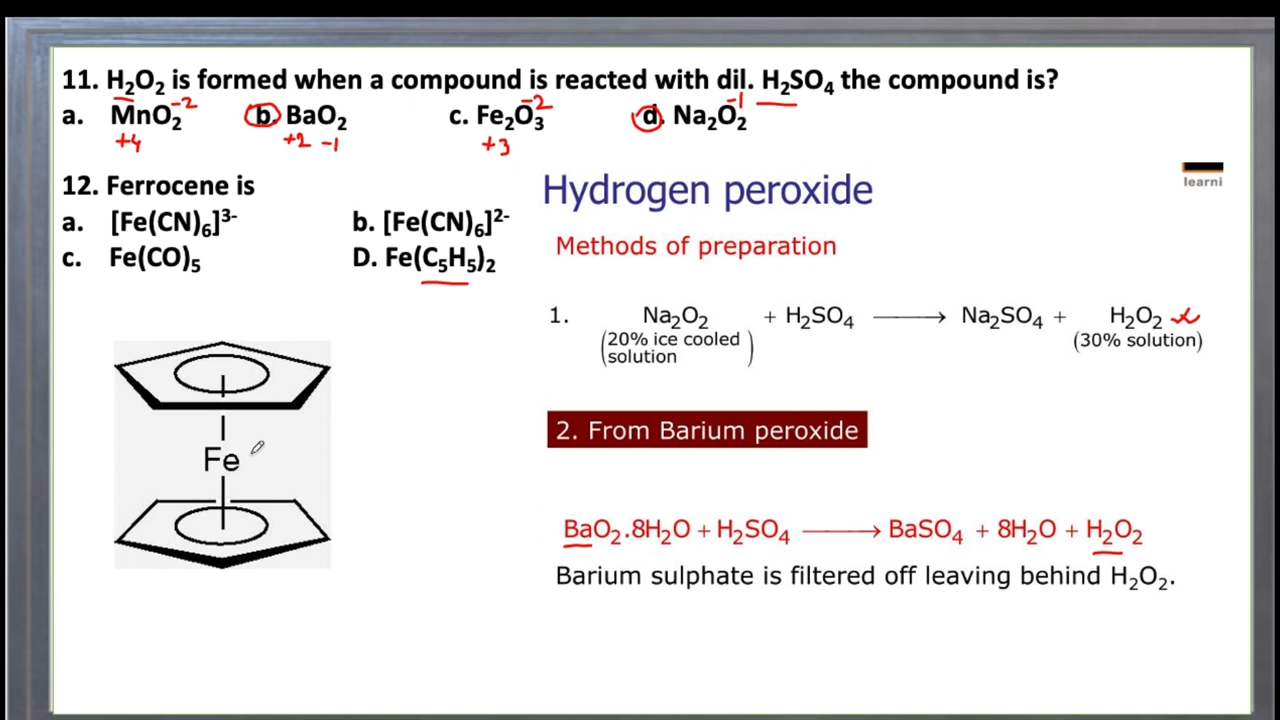 11. H₂O₂ is formed when a compound is reacted with dil. H₂SO₄ the compound is?
a. MnO₂ -2 b. BaO₂ c. Fe₂O₃ -2 d. Na₂O₂ -1
+4 +2 -1 +3
12. Ferrocene is
a. [Fe(CN)₆]³⁻ b. [Fe(CN)₆]²⁻
c. Fe(CO)₅ D. Fe(C₅H₅)₂
Fe
learni
Hydrogen peroxide
Methods of preparation
1. Na₂O₂ + H₂SO₄ ⟶ Na₂SO₄ + H₂O₂
(20% ice cooled (30% solution)
solution )
2. From Barium peroxide
BaO₂.8H₂O + H₂SO₄ ⟶ BaSO₄ + 8H₂O + H₂O₂
Barium sulphate is filtered off leaving behind H₂O₂.